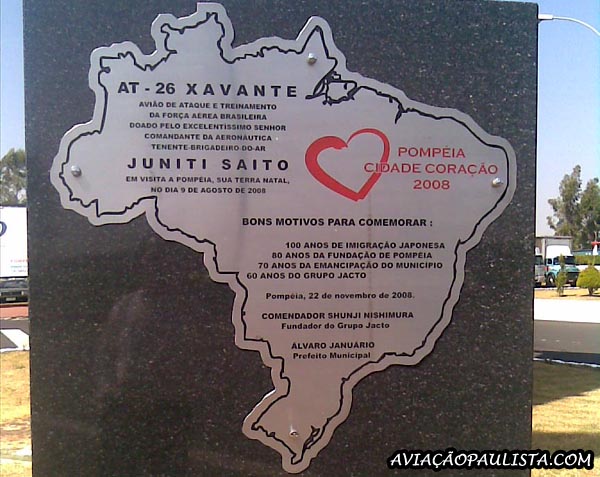 AT - 26 XAVANTE
AVIÃO DE ATAQUE E TREINAMENTO
DA FORÇA AÉREA BRASILEIRA
DOADO PELO EXCELENTÍSSIMO SENHOR
COMANDANTE DA AERONÁUTICA
TENENTE-BRIGADEIRO-DO-AR
JUNITI SAITO
EM VISITA A POMPÉIA, SUA TERRA NATAL,
NO DIA 9 DE AGOSTO DE 2008
POMPÉIA
CIDADE CORAÇÃO
2008
BONS MOTIVOS PARA COMEMORAR :
100 ANOS DE IMIGRAÇÃO JAPONESA
80 ANOS DA FUNDAÇÃO DE POMPEIA
70 ANOS DA EMANCIPAÇÃO DO MUNICÍPIO
60 ANOS DO GRUPO JACTO
Pompéia, 22 de novembro de 2008.
COMENDADOR SHUNJI NISHIMURA
Fundador do Grupo Jacto
ÁLVARO JANUÁRIO
Prefeito Municipal
AVIAÇÃOPAULISTA.COM